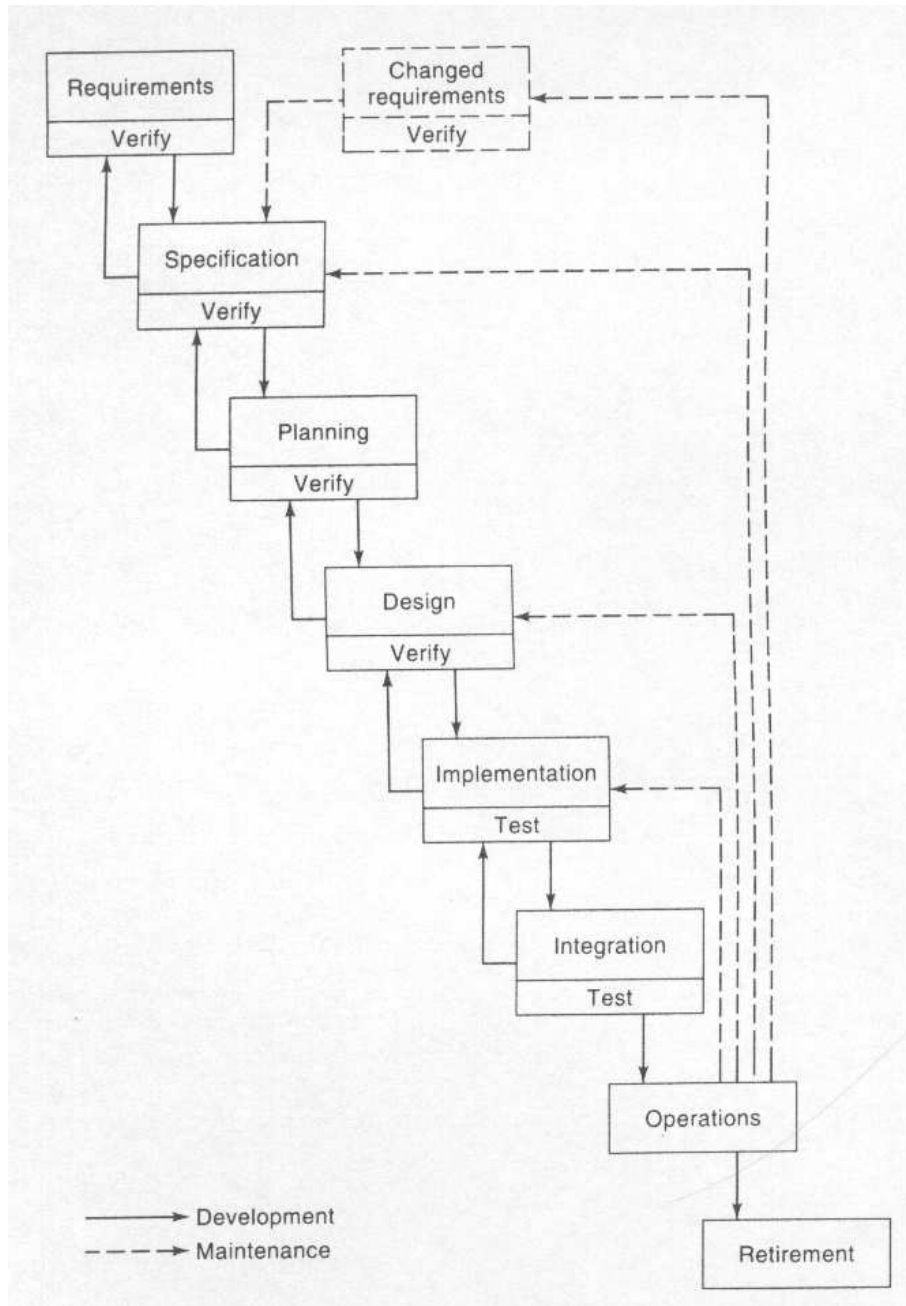 Requirements
Verify
Changed
requirements
Verify
Specification
Verify
Planning
Verify
Design
Verify
Implementation
Test
Integration
Test
Operations
Retirement
Development
Maintenance